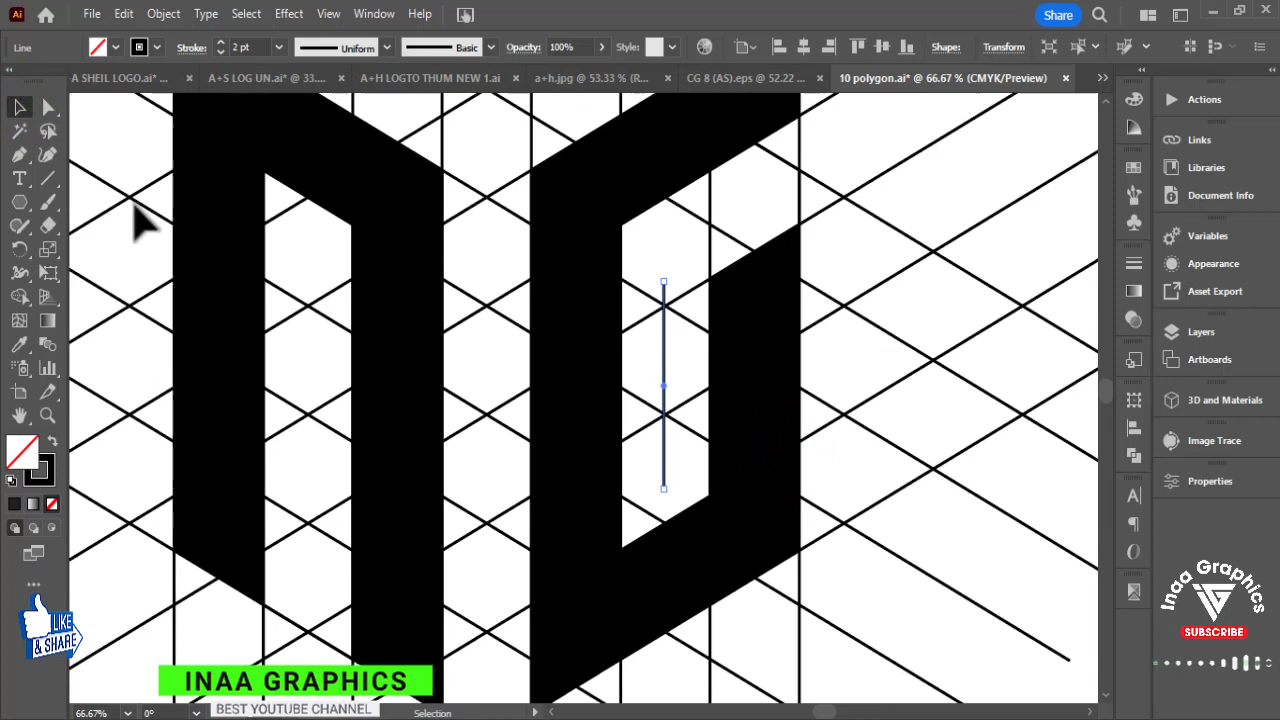 Ai
File Edit Object Type Select Effect View Window Help
Share
Line
Stroke: 2 pt Uniform Basic Opacity: 100% Style: Shape: Transform
A SHEIL LOGO.ai* ...
A+S LOG UN.ai* @ 33....
A+H LOGTO THUM NEW 1.ai
a+h.jpg @ 53.33 % (R...
CG 8 (AS).eps @ 52.22 ...
10 polygon.ai* @ 66.67 % (CMYK/Preview)
Actions
Links
Libraries
Document Info
Variables
Appearance
Asset Export
Layers
Artboards
3D and Materials
Image Trace
Properties
Inaa Graphics
SUBSCRIBE
LIKE
& SHARE
INAA GRAPHICS
BEST YOUTUBE CHANNEL
66.67% 0° Selection